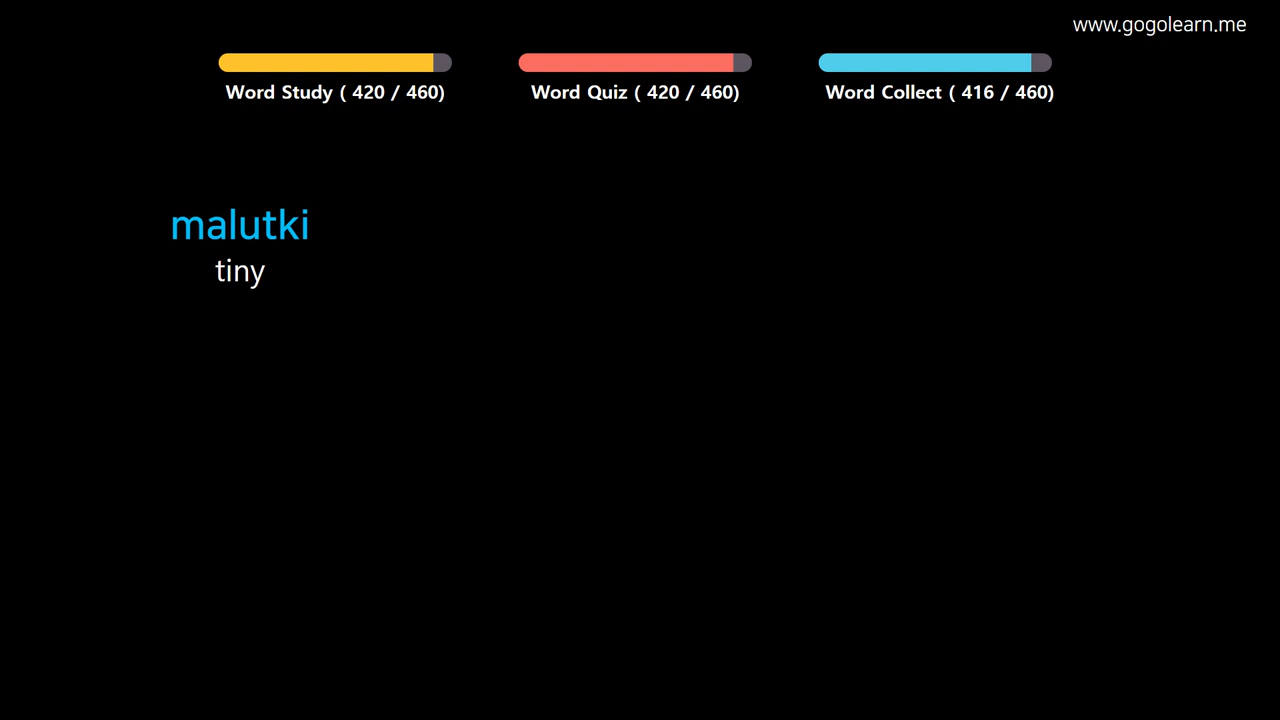 www.gogolearn.me
Word Study ( 420 / 460)
Word Quiz ( 420 / 460)
Word Collect ( 416 / 460)
malutki
tiny